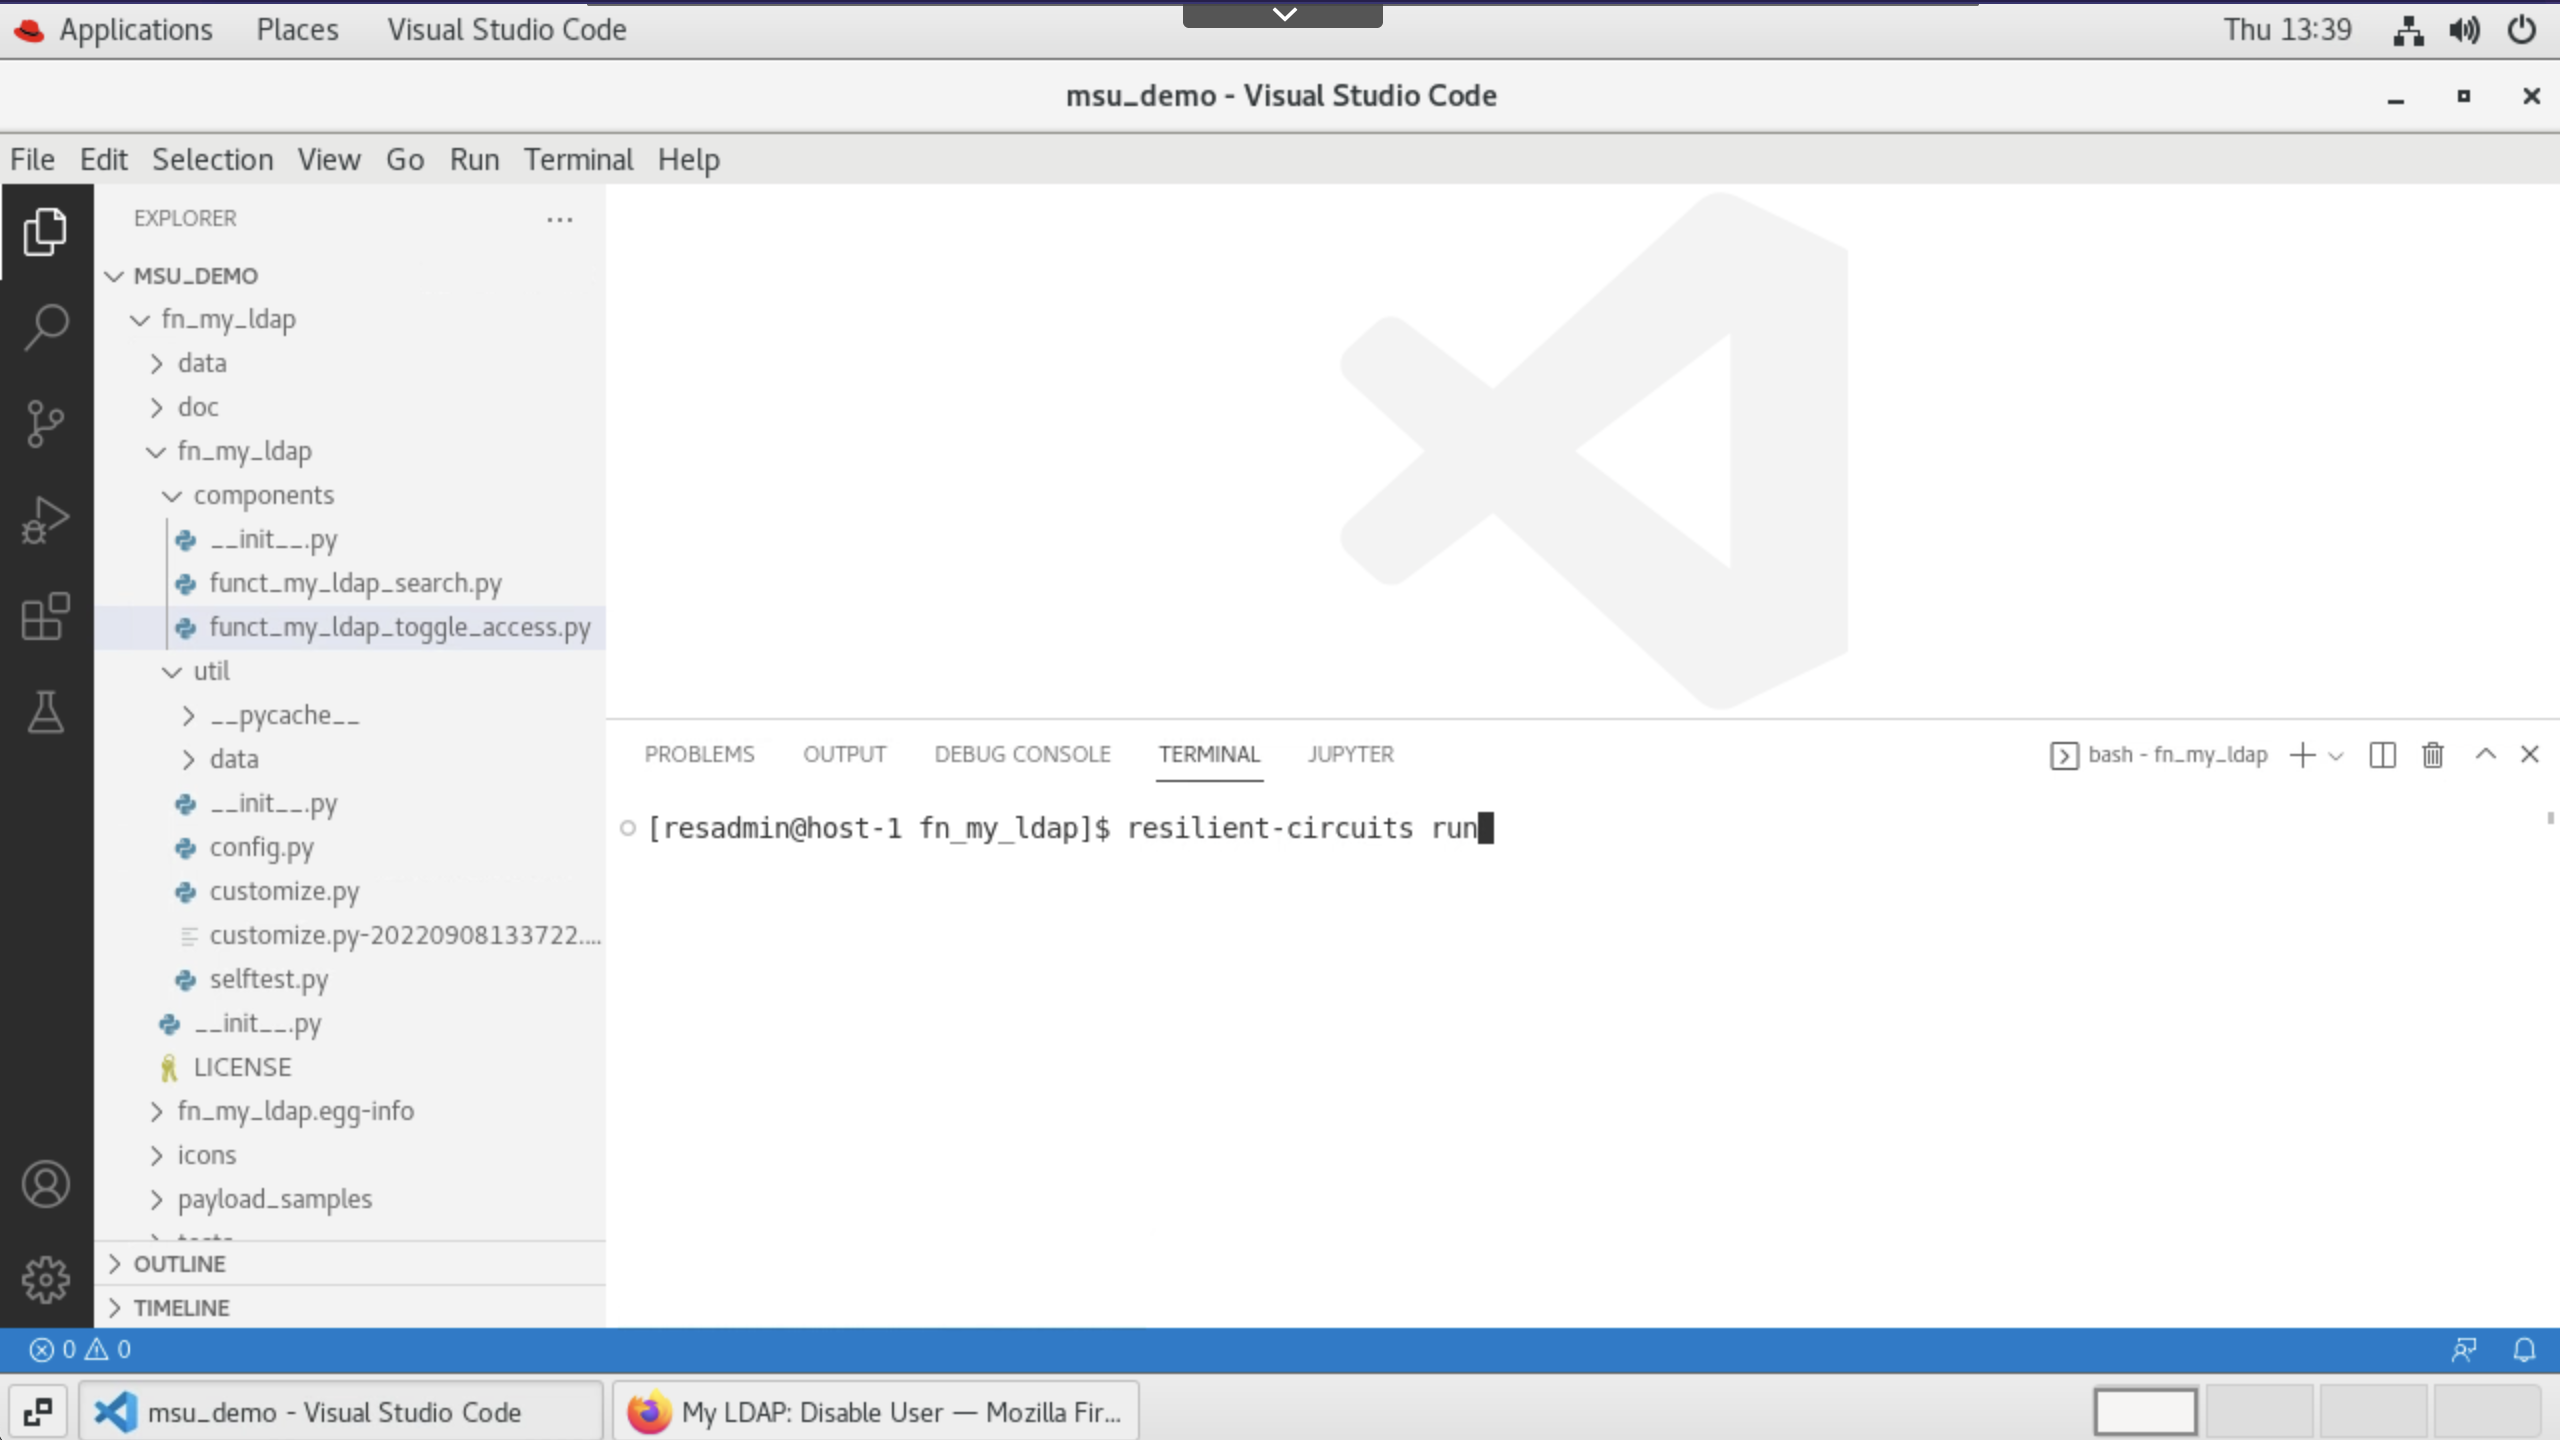 Applications Places Visual Studio Code Thu 13:39
msu_demo - Visual Studio Code
File Edit Selection View Go Run Terminal Help
EXPLORER ...
MSU_DEMO
fn_my_ldap
data
doc
fn_my_ldap
components
__init__.py
funct_my_ldap_search.py
funct_my_ldap_toggle_access.py
util
__pycache__
data
__init__.py
config.py
customize.py
customize.py-20220908133722....
selftest.py
__init__.py
LICENSE
fn_my_ldap.egg-info
icons
payload_samples
OUTLINE
TIMELINE
PROBLEMS OUTPUT DEBUG CONSOLE TERMINAL JUPYTER bash - fn_my_ldap
[resadmin@host-1 fn_my_ldap]$ resilient-circuits run
0 0
msu_demo - Visual Studio Code My LDAP: Disable User — Mozilla Fir...